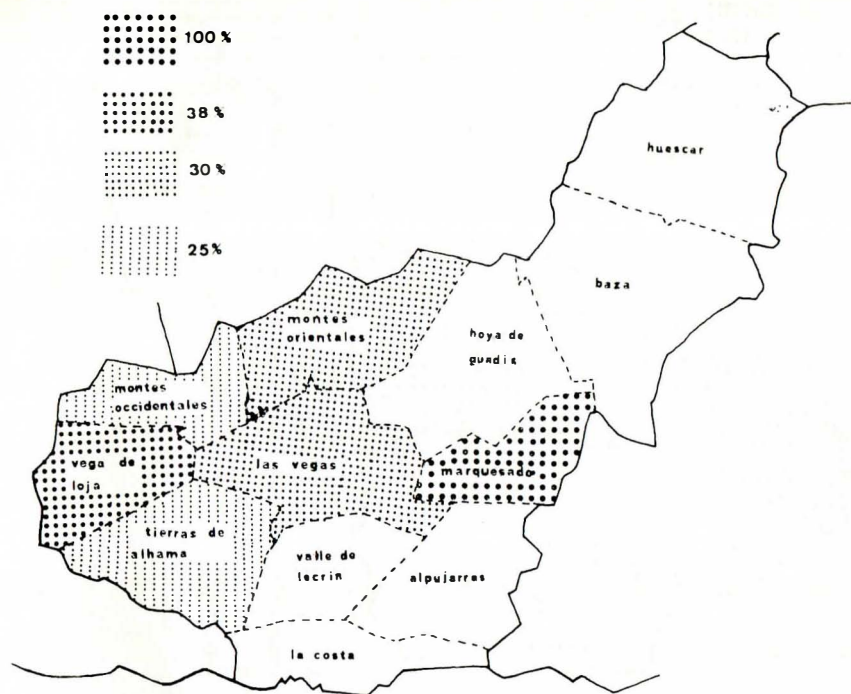 100 %
38 %
30 %
25 %
huescar
baza
montes
orientales
hoya de
guadis
montes
occidentales
vega de
loja
las vegas
marquesado
tierras de
alhama
valle de
lecrin
alpujarras
la costa